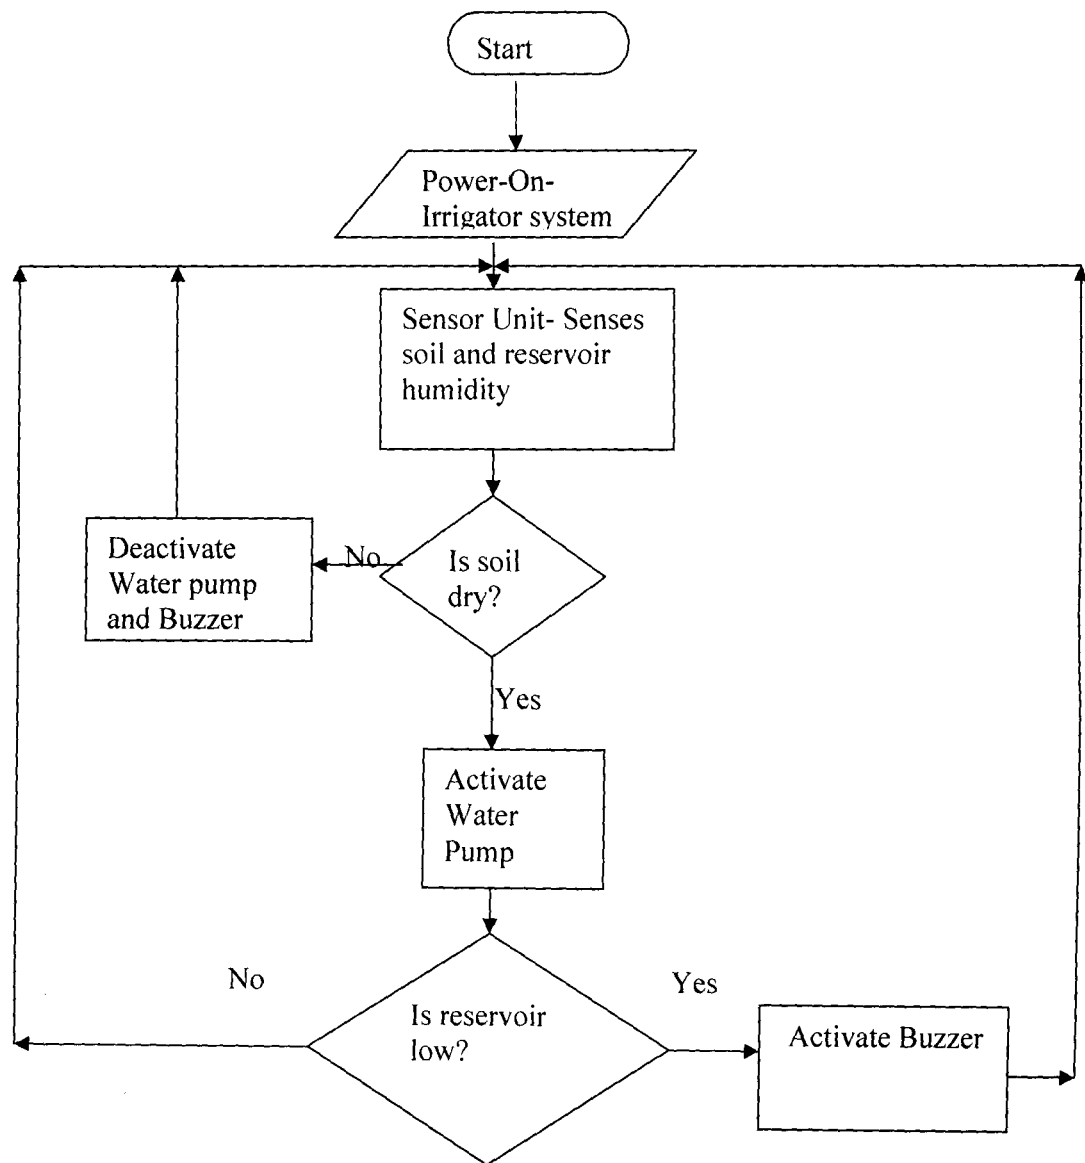 Start
Power-On-
Irrigator system
Sensor Unit- Senses
soil and reservoir
humidity
No
Is soil
dry?
Deactivate
Water pump
and Buzzer
Yes
Activate
Water
Pump
No
Yes
Is reservoir
low?
Activate Buzzer